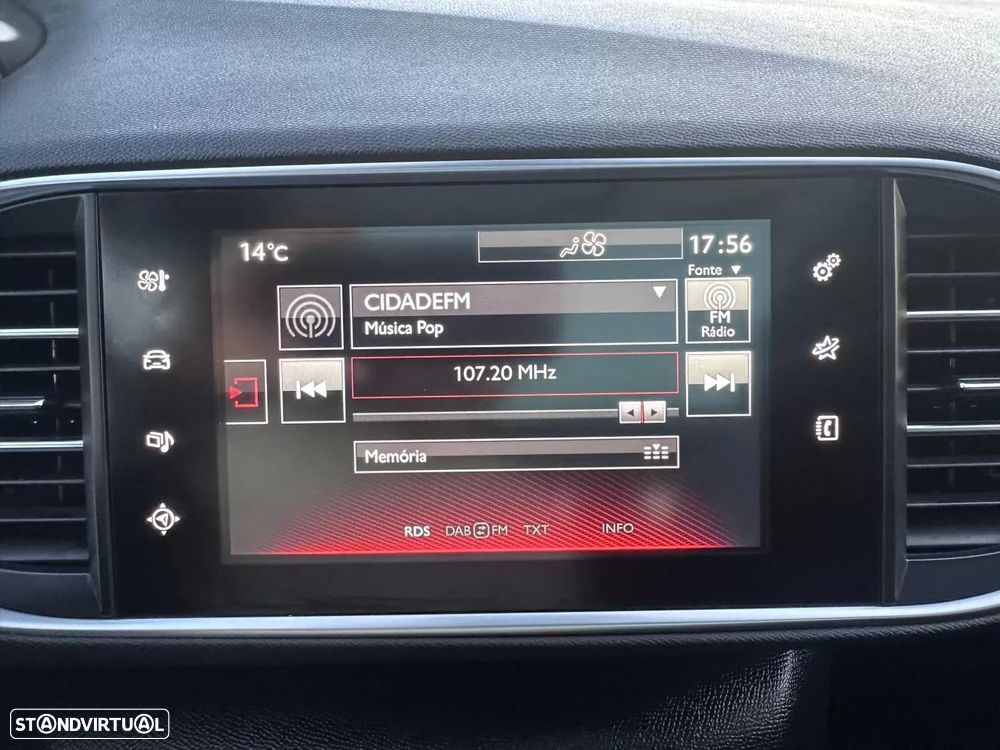 14°C
17:56
Fonte ▼
CIDADEFM
Música Pop
FM
Rádio
107.20 MHz
Memória
RDS DAB FM TXT INFO
STANDVIRTUAL